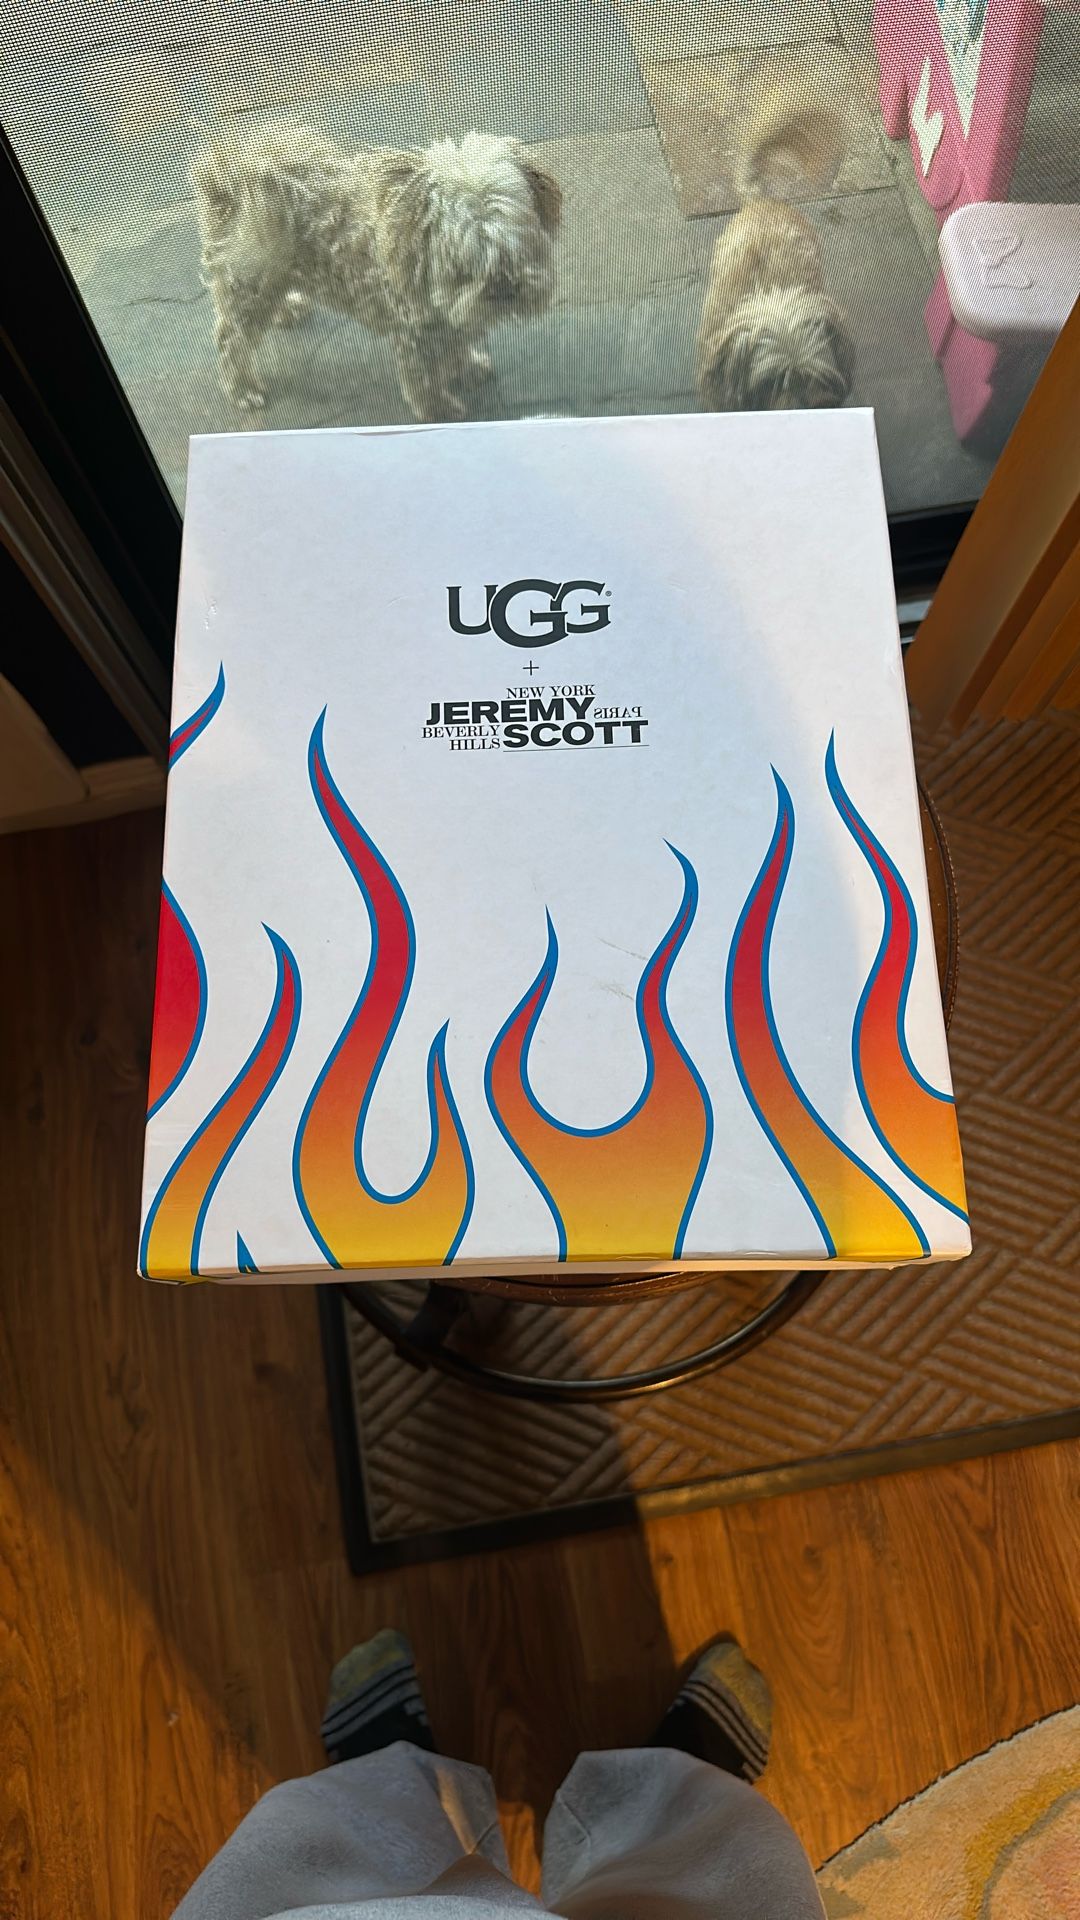 UGG®
+
NEW YORK
JEREMY PARIS
BEVERLY SCOTT
HILLS